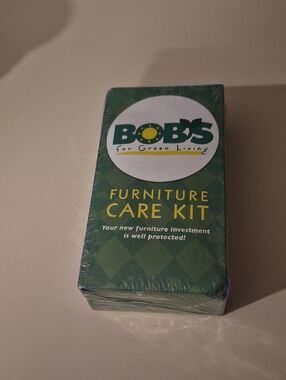 BOB'S
for Green Living
FURNITURE
CARE KIT
Your new furniture investment
is well protected!